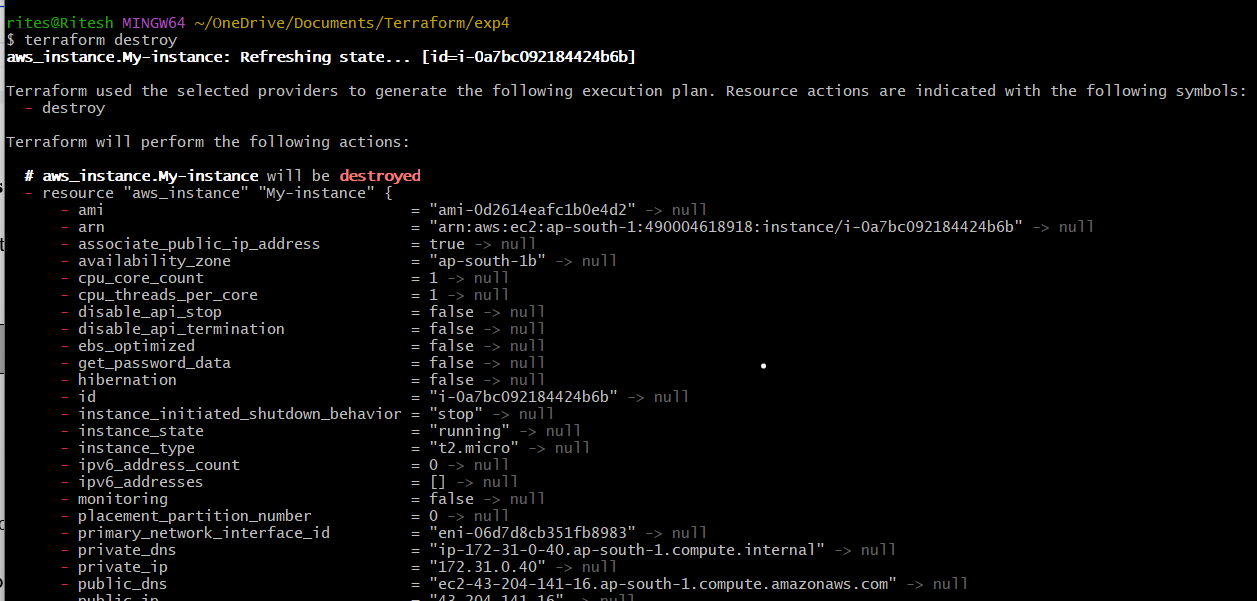 rites@Ritesh MINGW64 ~/OneDrive/Documents/Terraform/exp4
$ terraform destroy
aws_instance.My-instance: Refreshing state... [id=i-0a7bc092184424b6b]
Terraform used the selected providers to generate the following execution plan. Resource actions are indicated with the following symbols:
- destroy
Terraform will perform the following actions:
# aws_instance.My-instance will be destroyed
- resource "aws_instance" "My-instance" {
- ami = "ami-0d2614eafc1b0e4d2" -> null
- arn = "arn:aws:ec2:ap-south-1:490004618918:instance/i-0a7bc092184424b6b" -> null
- associate_public_ip_address = true -> null
- availability_zone = "ap-south-1b" -> null
- cpu_core_count = 1 -> null
- cpu_threads_per_core = 1 -> null
- disable_api_stop = false -> null
- disable_api_termination = false -> null
- ebs_optimized = false -> null
- get_password_data = false -> null
- hibernation = false -> null
- id = "i-0a7bc092184424b6b" -> null
- instance_initiated_shutdown_behavior = "stop" -> null
- instance_state = "running" -> null
- instance_type = "t2.micro" -> null
- ipv6_address_count = 0 -> null
- ipv6_addresses = [] -> null
- monitoring = false -> null
- placement_partition_number = 0 -> null
- primary_network_interface_id = "eni-06d7d8cb351fb8983" -> null
- private_dns = "ip-172-31-0-40.ap-south-1.compute.internal" -> null
- private_ip = "172.31.0.40" -> null
- public_dns = "ec2-43-204-141-16.ap-south-1.compute.amazonaws.com" -> null
- public_ip = "43.204.141.16" -> null